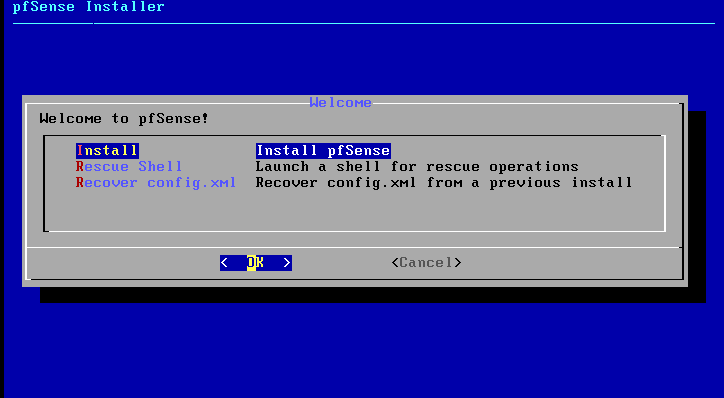 pfSense Installer
Welcome
Welcome to pfSense!
Install Install pfSense
Rescue Shell Launch a shell for rescue operations
Recover config.xml Recover config.xml from a previous install
< OK > <Cancel>